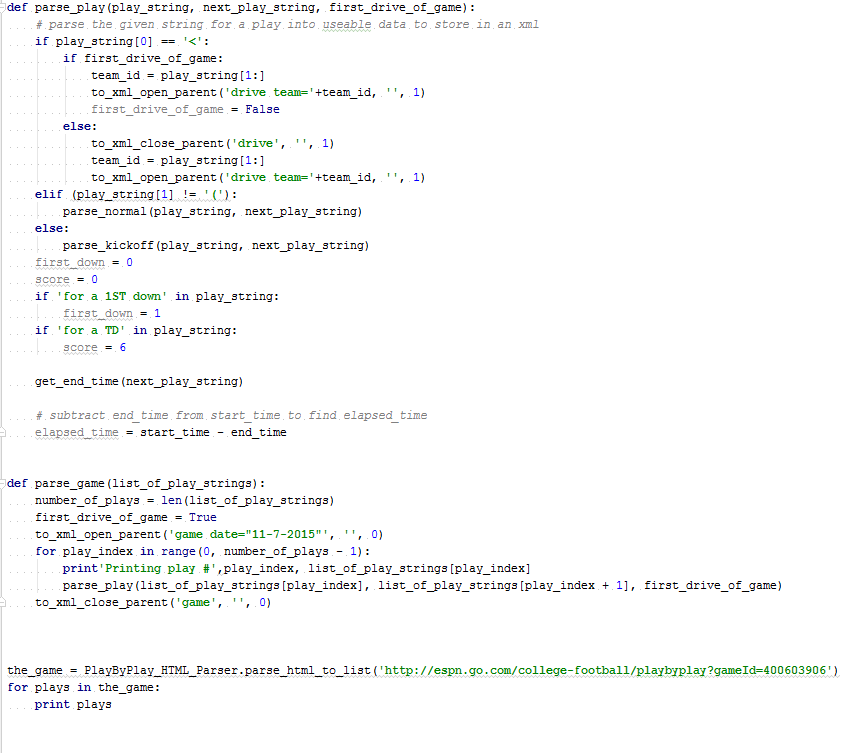 def parse_play(play_string, next_play_string, first_drive_of_game):
    # parse the given string for a play into useable data to store in an xml
    if play_string[0] == '<':
        if first_drive_of_game:
            team_id = play_string[1:]
            to_xml_open_parent('drive team='+team_id, '', 1)
            first_drive_of_game = False
        else:
            to_xml_close_parent('drive', '', 1)
            team_id = play_string[1:]
            to_xml_open_parent('drive team='+team_id, '', 1)
    elif (play_string[1] != '('):
        parse_normal(play_string, next_play_string)
    else:
        parse_kickoff(play_string, next_play_string)
    first_down = 0
    score = 0
    if 'for a 1ST down' in play_string:
        first_down = 1
    if 'for a TD' in play_string:
        score = 6
    get_end_time(next_play_string)
    # subtract end_time from start_time to find elapsed_time
    elapsed_time = start_time - end_time
def parse_game(list_of_play_strings):
    number_of_plays = len(list_of_play_strings)
    first_drive_of_game = True
    to_xml_open_parent('game date="11-7-2015"', '', 0)
    for play_index in range(0, number_of_plays - 1):
        print'Printing play #',play_index, list_of_play_strings[play_index]
        parse_play(list_of_play_strings[play_index], list_of_play_strings[play_index + 1], first_drive_of_game)
    to_xml_close_parent('game', '', 0)
the_game = PlayByPlay_HTML_Parser.parse_html_to_list('http://espn.go.com/college-football/playbyplay?gameId=400603906')
for plays in the_game:
    print plays